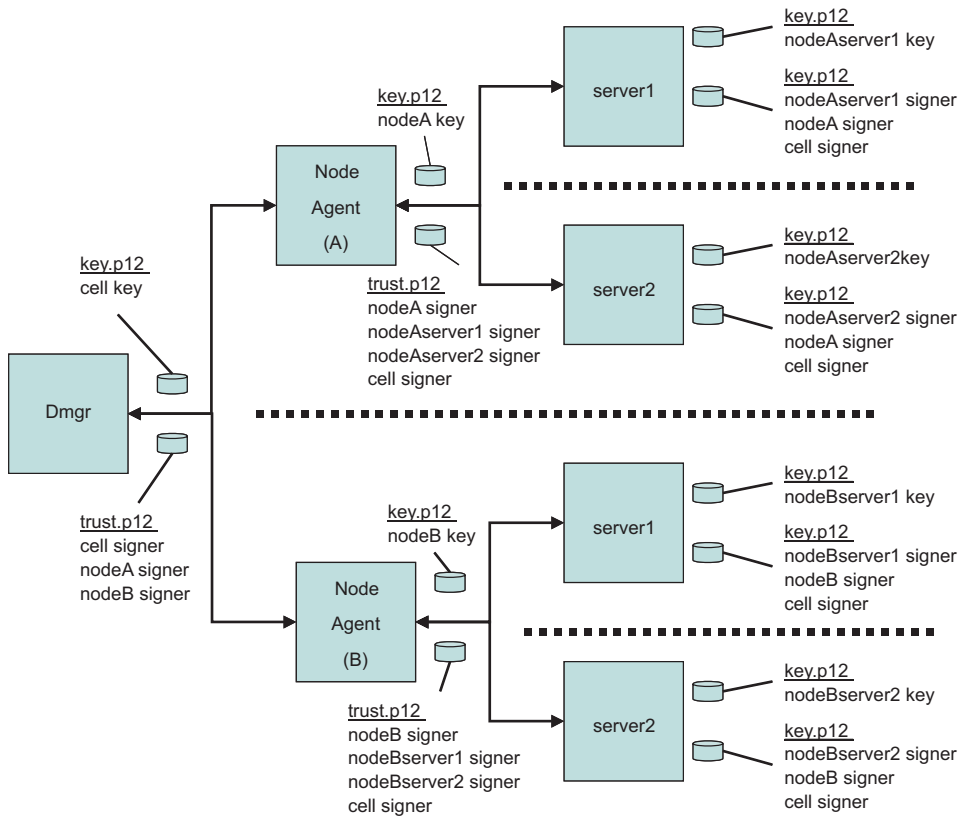 key.p12
nodeAserver1 key
server1
key.p12
nodeAserver1 signer
nodeA signer
cell signer
key.p12
nodeA key
Node
Agent
(A)
trust.p12
nodeA signer
nodeAserver1 signer
nodeAserver2 signer
cell signer
key.p12
nodeAserver2key
server2
key.p12
nodeAserver2 signer
nodeA signer
cell signer
key.p12
cell key
Dmgr
trust.p12
cell signer
nodeA signer
nodeB signer
key.p12
nodeBserver1 key
server1
key.p12
nodeBserver1 signer
nodeB signer
cell signer
key.p12
nodeB key
Node
Agent
(B)
trust.p12
nodeB signer
nodeBserver1 signer
nodeBserver2 signer
cell signer
key.p12
nodeBserver2 key
server2
key.p12
nodeBserver2 signer
nodeB signer
cell signer